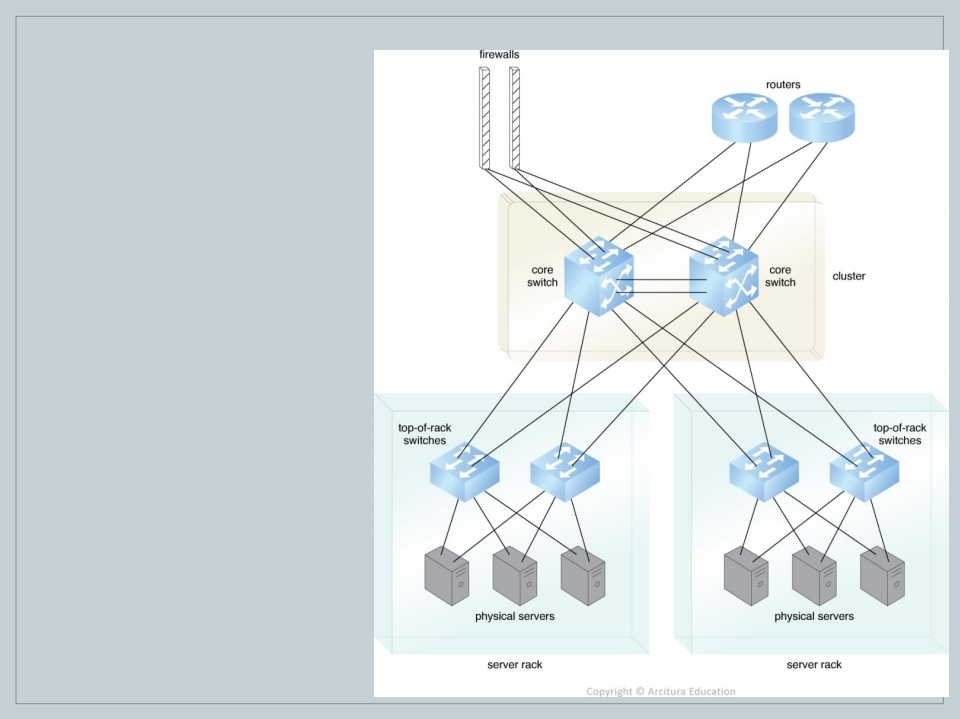 firewalls
routers
core
switch
core
switch
cluster
top-of-rack
switches
top-of-rack
switches
physical servers
physical servers
server rack
server rack
Copyright © Arcitura Education